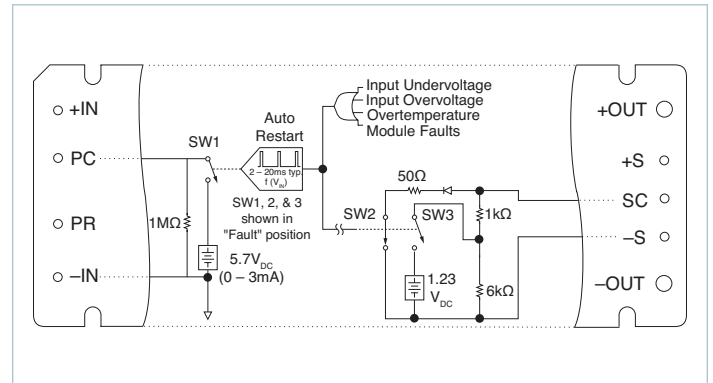 +IN
PC
PR
–IN
SW1
1MΩ
5.7V DC
(0 – 3mA)
Auto
Restart
2 – 20ms typ.
f (V IN)
SW1, 2, & 3
shown in
"Fault" position
Input Undervoltage
Input Overvoltage
Overtemperature
Module Faults
50Ω
SW2
SW3
1kΩ
1.23
V DC
6kΩ
+OUT
+S
SC
–S
–OUT